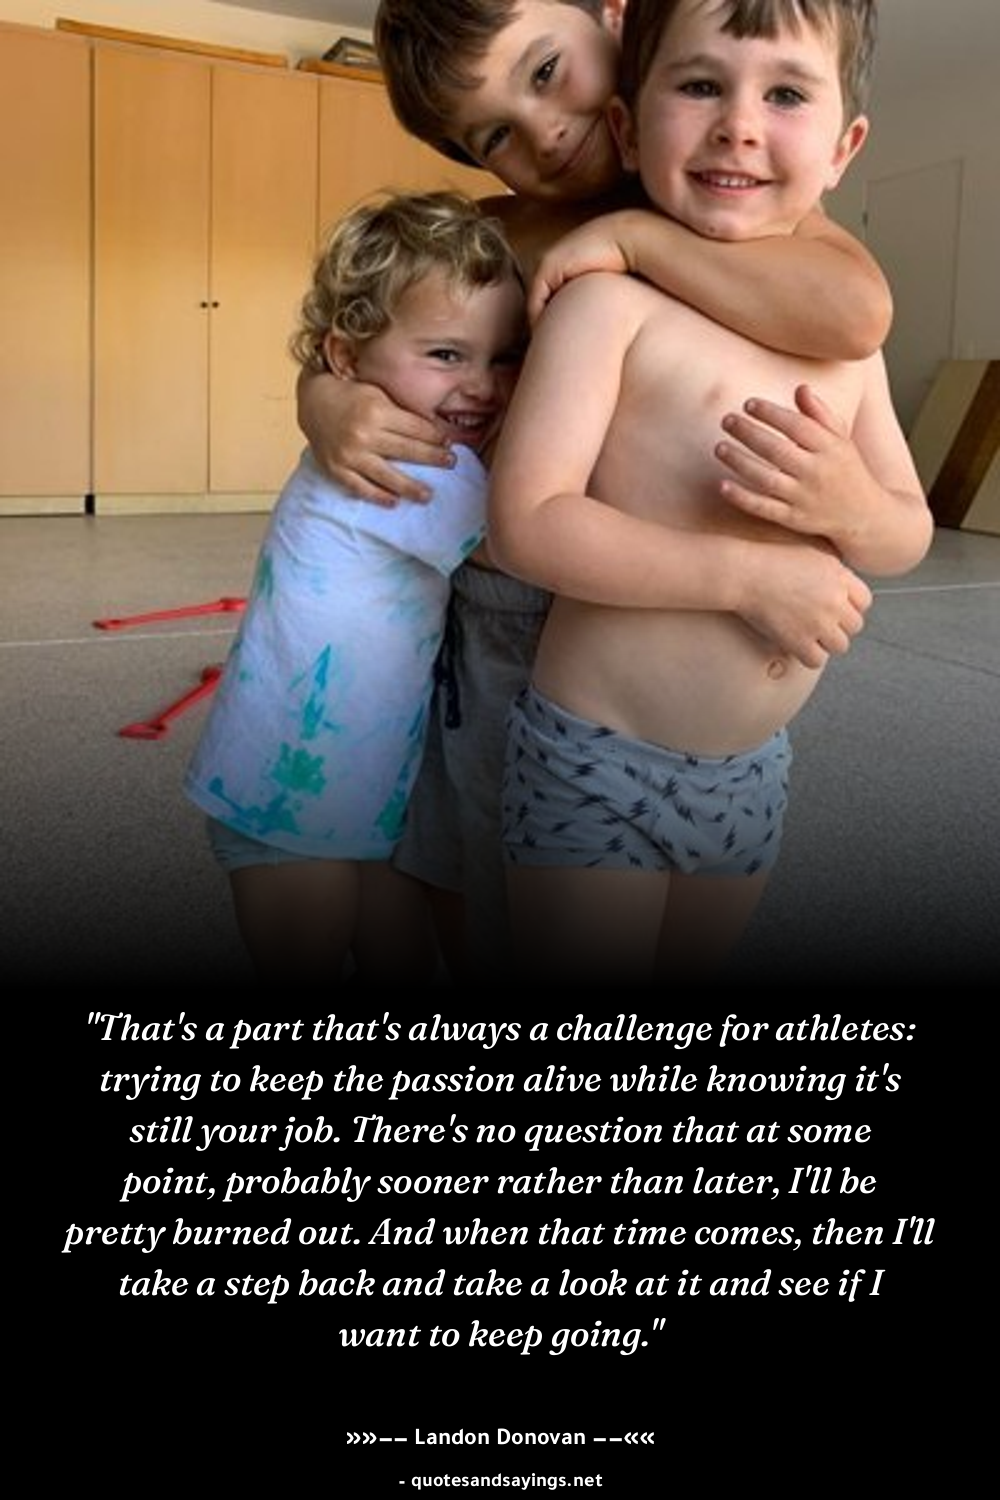 "That's a part that's always a challenge for athletes:
trying to keep the passion alive while knowing it's
still your job. There's no question that at some
point, probably sooner rather than later, I'll be
pretty burned out. And when that time comes, then I'll
take a step back and take a look at it and see if I
want to keep going."
»»−− Landon Donovan −−««
- quotesandsayings.net